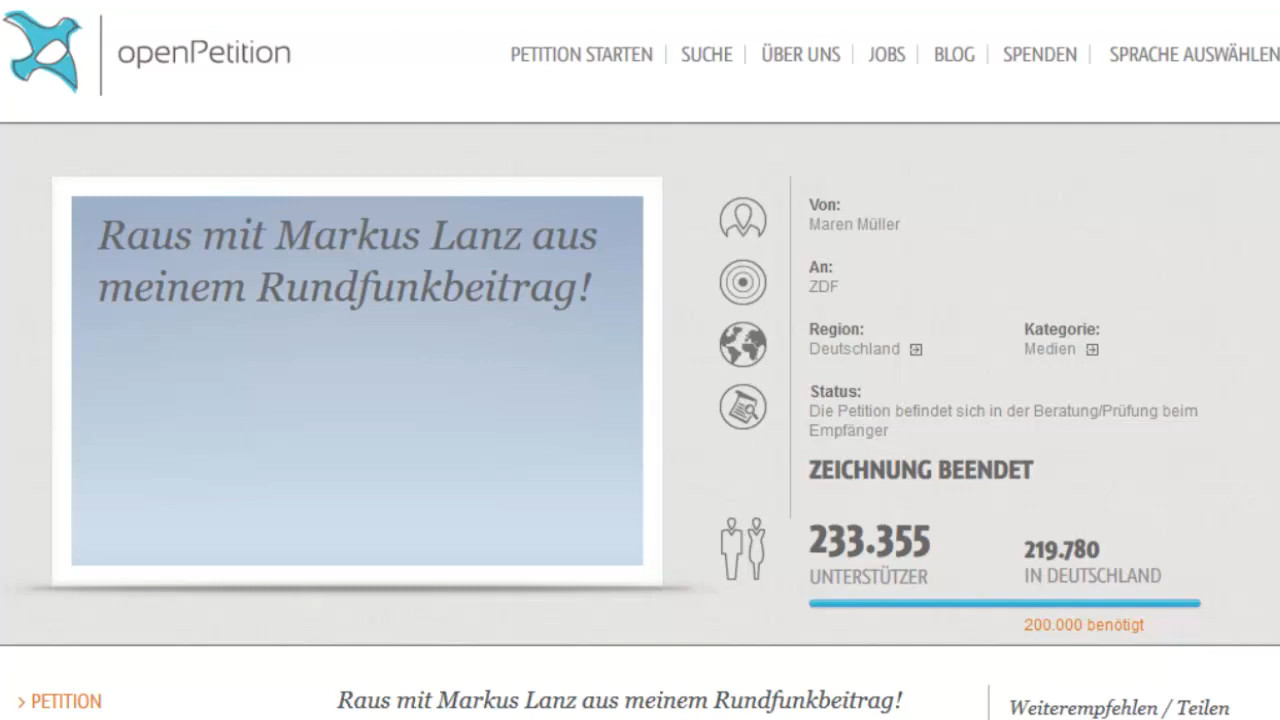 openPetition
PETITION STARTEN
SUCHE
ÜBER UNS
JOBS
BLOG
SPENDEN
SPRACHE AUSWÄHLEN
Raus mit Markus Lanz aus
meinem Rundfunkbeitrag!
Von:
Maren Müller
An:
ZDF
Region:
Deutschland
Kategorie:
Medien
Status:
Die Petition befindet sich in der Beratung/Prüfung beim
Empfänger
ZEICHNUNG BEENDET
233.355
UNTERSTÜTZER
219.780
IN DEUTSCHLAND
200.000 benötigt
> PETITION
Raus mit Markus Lanz aus meinem Rundfunkbeitrag!
Weiterempfehlen / Teilen